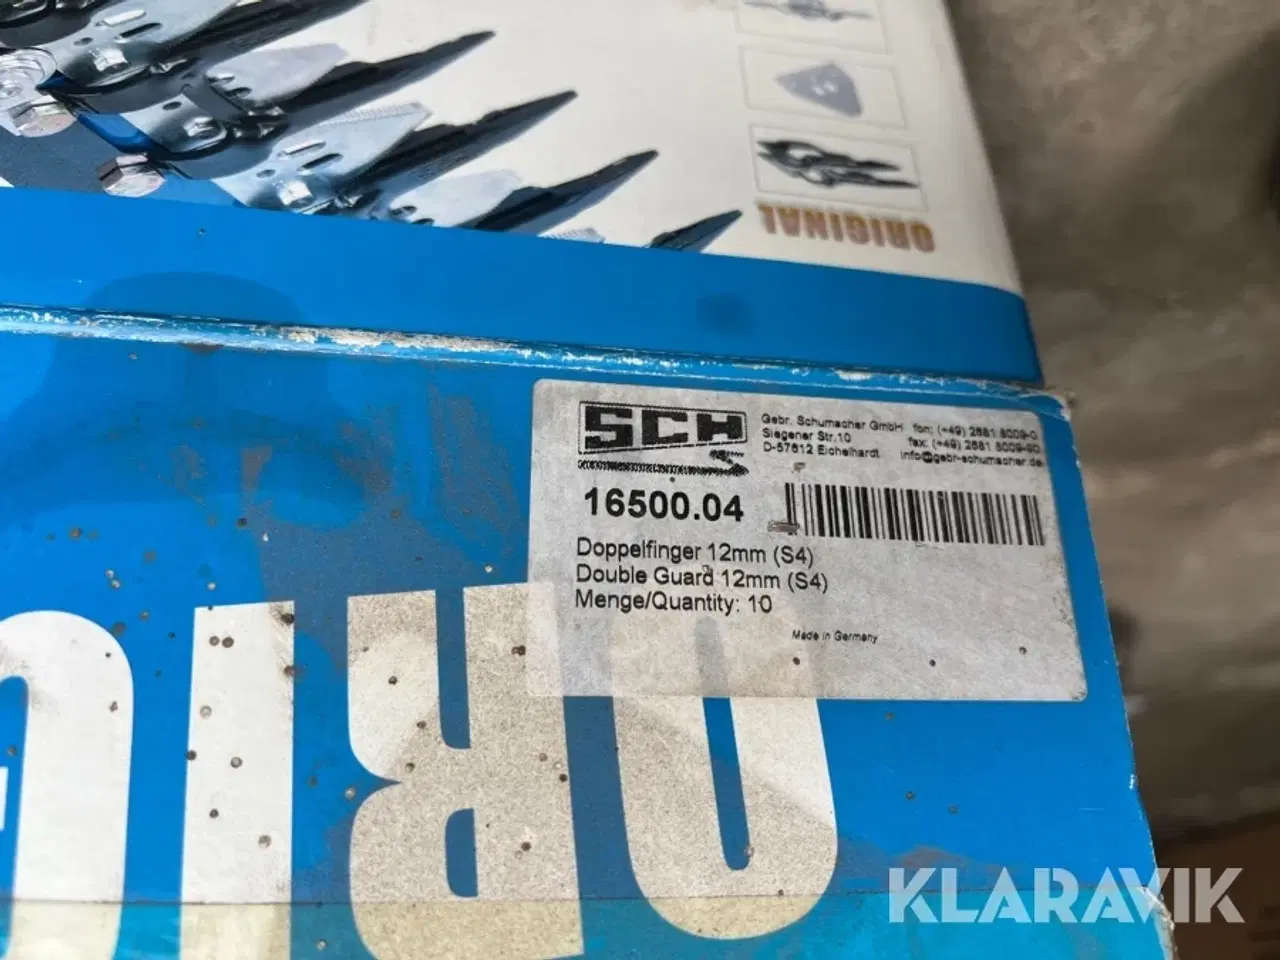 ORIGINAL
SCH
Gebr. Schumacher GmbH fon: (+49) 2681 8009-0
Siegener Str.10 fax: (+49) 2681 8009-90
D-57612 Eichelhardt info@gebr-schumacher.de
16500.04
Doppelfinger 12mm (S4)
Double Guard 12mm (S4)
Menge/Quantity: 10
Made in Germany
ORIG
KLARAVIK